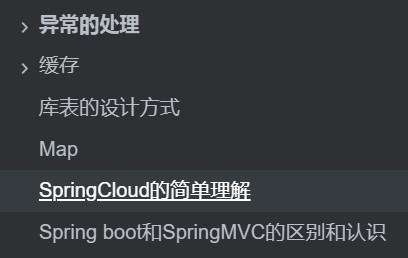 异常的处理
缓存
库表的设计方式
Map
SpringCloud的简单理解
Spring boot和SpringMVC的区别和认识